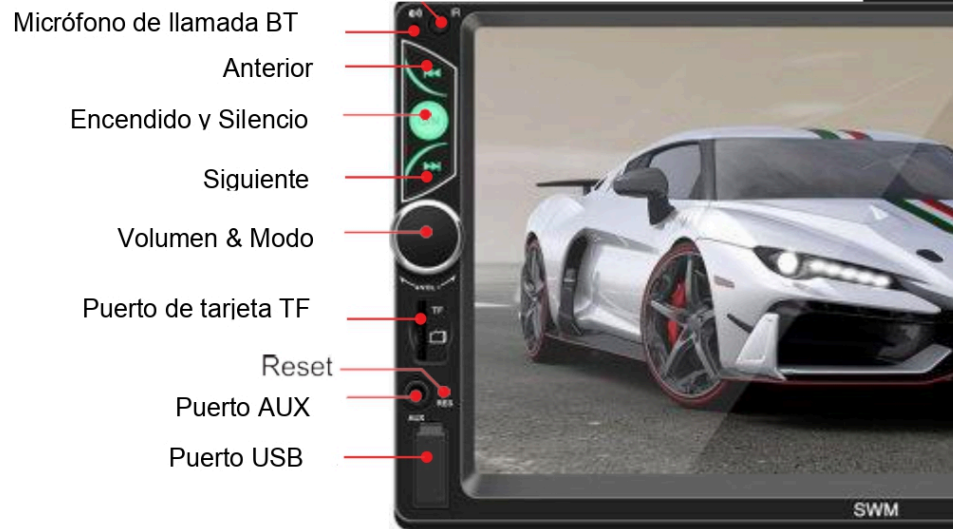 IR
Micrófono de llamada BT
Anterior
Encendido y Silencio
Siguiente
Volumen & Modo
Puerto de tarjeta TF
TF
Reset
RES
Puerto AUX
AUX
Puerto USB
SWM